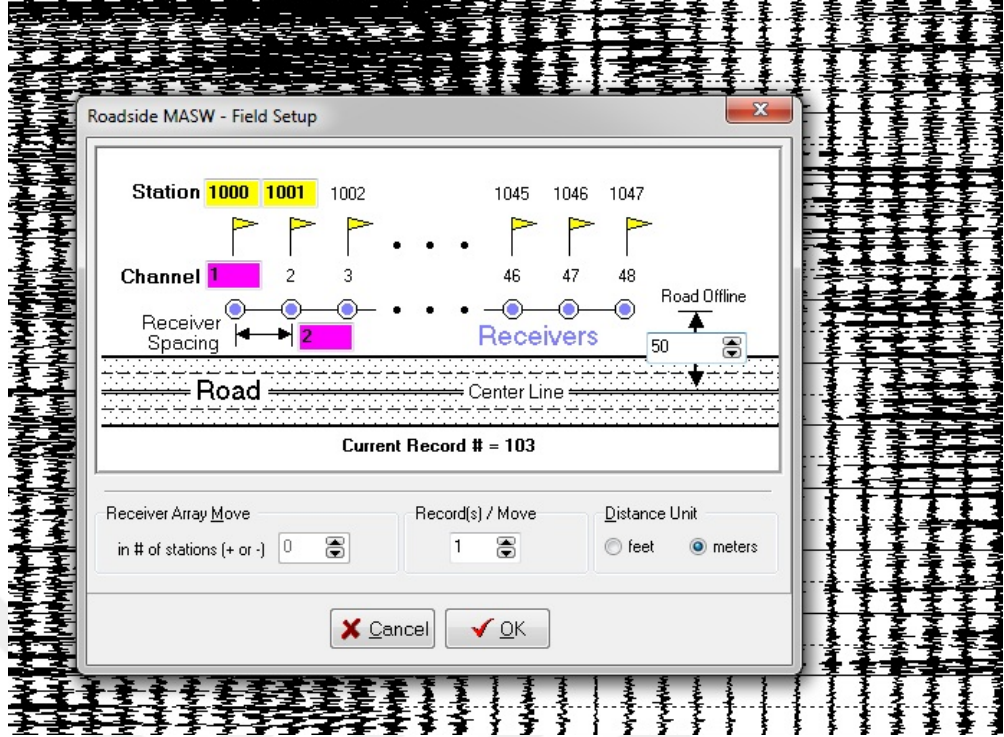 Roadside MASW - Field Setup
Station 1000 1001 1002 1045 1046 1047
Channel 1 2 3 46 47 48
Road Offline
Receiver
Spacing
2
Receivers
50
Road
Center Line
Current Record # = 103
Receiver Array Move
in # of stations (+ or -) 0
Record(s) / Move
1
Distance Unit
feet meters
Cancel OK